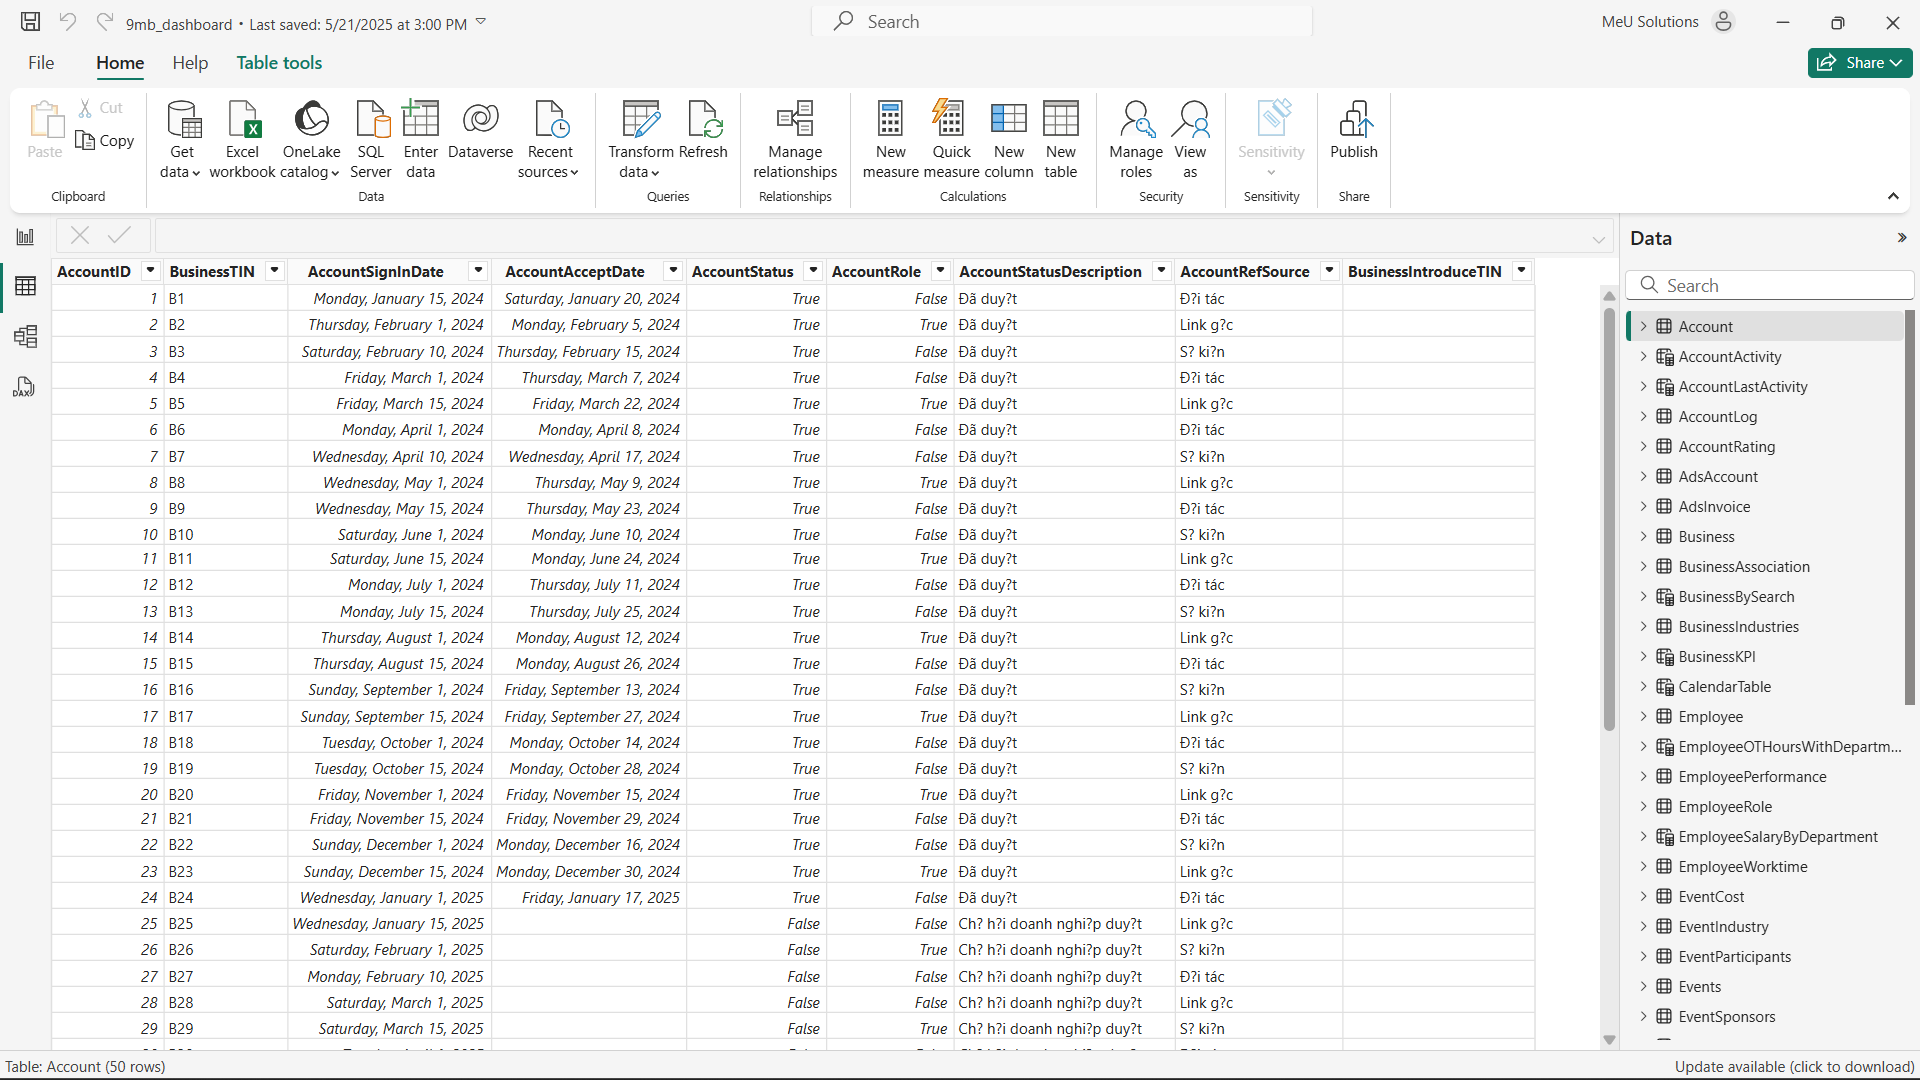 9mb_dashboard • Last saved: 5/21/2025 at 3:00 PM
Search
MeU Solutions
File Home Help Table tools
Share
Paste
Cut
Copy
Clipboard
Get data
Excel workbook
OneLake catalog
SQL Server
Enter data
Dataverse
Recent sources
Data
Transform data
Refresh
Queries
Manage relationships
Relationships
New measure
Quick measure
New column
New table
Calculations
Manage roles
View as
Security
Sensitivity
Sensitivity
Publish
Share
AccountID BusinessTIN AccountSignInDate AccountAcceptDate AccountStatus AccountRole AccountStatusDescription AccountRefSource BusinessIntroduceTIN
1 B1 Monday, January 15, 2024 Saturday, January 20, 2024 True False Đã duy?t Đ?i tác
2 B2 Thursday, February 1, 2024 Monday, February 5, 2024 True True Đã duy?t Link g?c
3 B3 Saturday, February 10, 2024 Thursday, February 15, 2024 True False Đã duy?t S? ki?n
4 B4 Friday, March 1, 2024 Thursday, March 7, 2024 True False Đã duy?t Đ?i tác
5 B5 Friday, March 15, 2024 Friday, March 22, 2024 True True Đã duy?t Link g?c
6 B6 Monday, April 1, 2024 Monday, April 8, 2024 True False Đã duy?t Đ?i tác
7 B7 Wednesday, April 10, 2024 Wednesday, April 17, 2024 True False Đã duy?t S? ki?n
8 B8 Wednesday, May 1, 2024 Thursday, May 9, 2024 True True Đã duy?t Link g?c
9 B9 Wednesday, May 15, 2024 Thursday, May 23, 2024 True False Đã duy?t Đ?i tác
10 B10 Saturday, June 1, 2024 Monday, June 10, 2024 True False Đã duy?t S? ki?n
11 B11 Saturday, June 15, 2024 Monday, June 24, 2024 True True Đã duy?t Link g?c
12 B12 Monday, July 1, 2024 Thursday, July 11, 2024 True False Đã duy?t Đ?i tác
13 B13 Monday, July 15, 2024 Thursday, July 25, 2024 True False Đã duy?t S? ki?n
14 B14 Thursday, August 1, 2024 Monday, August 12, 2024 True True Đã duy?t Link g?c
15 B15 Thursday, August 15, 2024 Monday, August 26, 2024 True False Đã duy?t Đ?i tác
16 B16 Sunday, September 1, 2024 Friday, September 13, 2024 True False Đã duy?t S? ki?n
17 B17 Sunday, September 15, 2024 Friday, September 27, 2024 True True Đã duy?t Link g?c
18 B18 Tuesday, October 1, 2024 Monday, October 14, 2024 True False Đã duy?t Đ?i tác
19 B19 Tuesday, October 15, 2024 Monday, October 28, 2024 True False Đã duy?t S? ki?n
20 B20 Friday, November 1, 2024 Friday, November 15, 2024 True True Đã duy?t Link g?c
21 B21 Friday, November 15, 2024 Friday, November 29, 2024 True False Đã duy?t Đ?i tác
22 B22 Sunday, December 1, 2024 Monday, December 16, 2024 True False Đã duy?t S? ki?n
23 B23 Sunday, December 15, 2024 Monday, December 30, 2024 True True Đã duy?t Link g?c
24 B24 Wednesday, January 1, 2025 Friday, January 17, 2025 True False Đã duy?t Đ?i tác
25 B25 Wednesday, January 15, 2025 False False Ch? h?i doanh nghi?p duy?t Link g?c
26 B26 Saturday, February 1, 2025 False True Ch? h?i doanh nghi?p duy?t S? ki?n
27 B27 Monday, February 10, 2025 False False Ch? h?i doanh nghi?p duy?t Đ?i tác
28 B28 Saturday, March 1, 2025 False False Ch? h?i doanh nghi?p duy?t Link g?c
29 B29 Saturday, March 15, 2025 False True Ch? h?i doanh nghi?p duy?t S? ki?n
Data
Search
Account
AccountActivity
AccountLastActivity
AccountLog
AccountRating
AdsAccount
AdsInvoice
Business
BusinessAssociation
BusinessBySearch
BusinessIndustries
BusinessKPI
CalendarTable
Employee
EmployeeOTHoursWithDepartm...
EmployeePerformance
EmployeeRole
EmployeeSalaryByDepartment
EmployeeWorktime
EventCost
EventIndustry
EventParticipants
Events
EventSponsors
DAX
Table: Account (50 rows)
Update available (click to download)